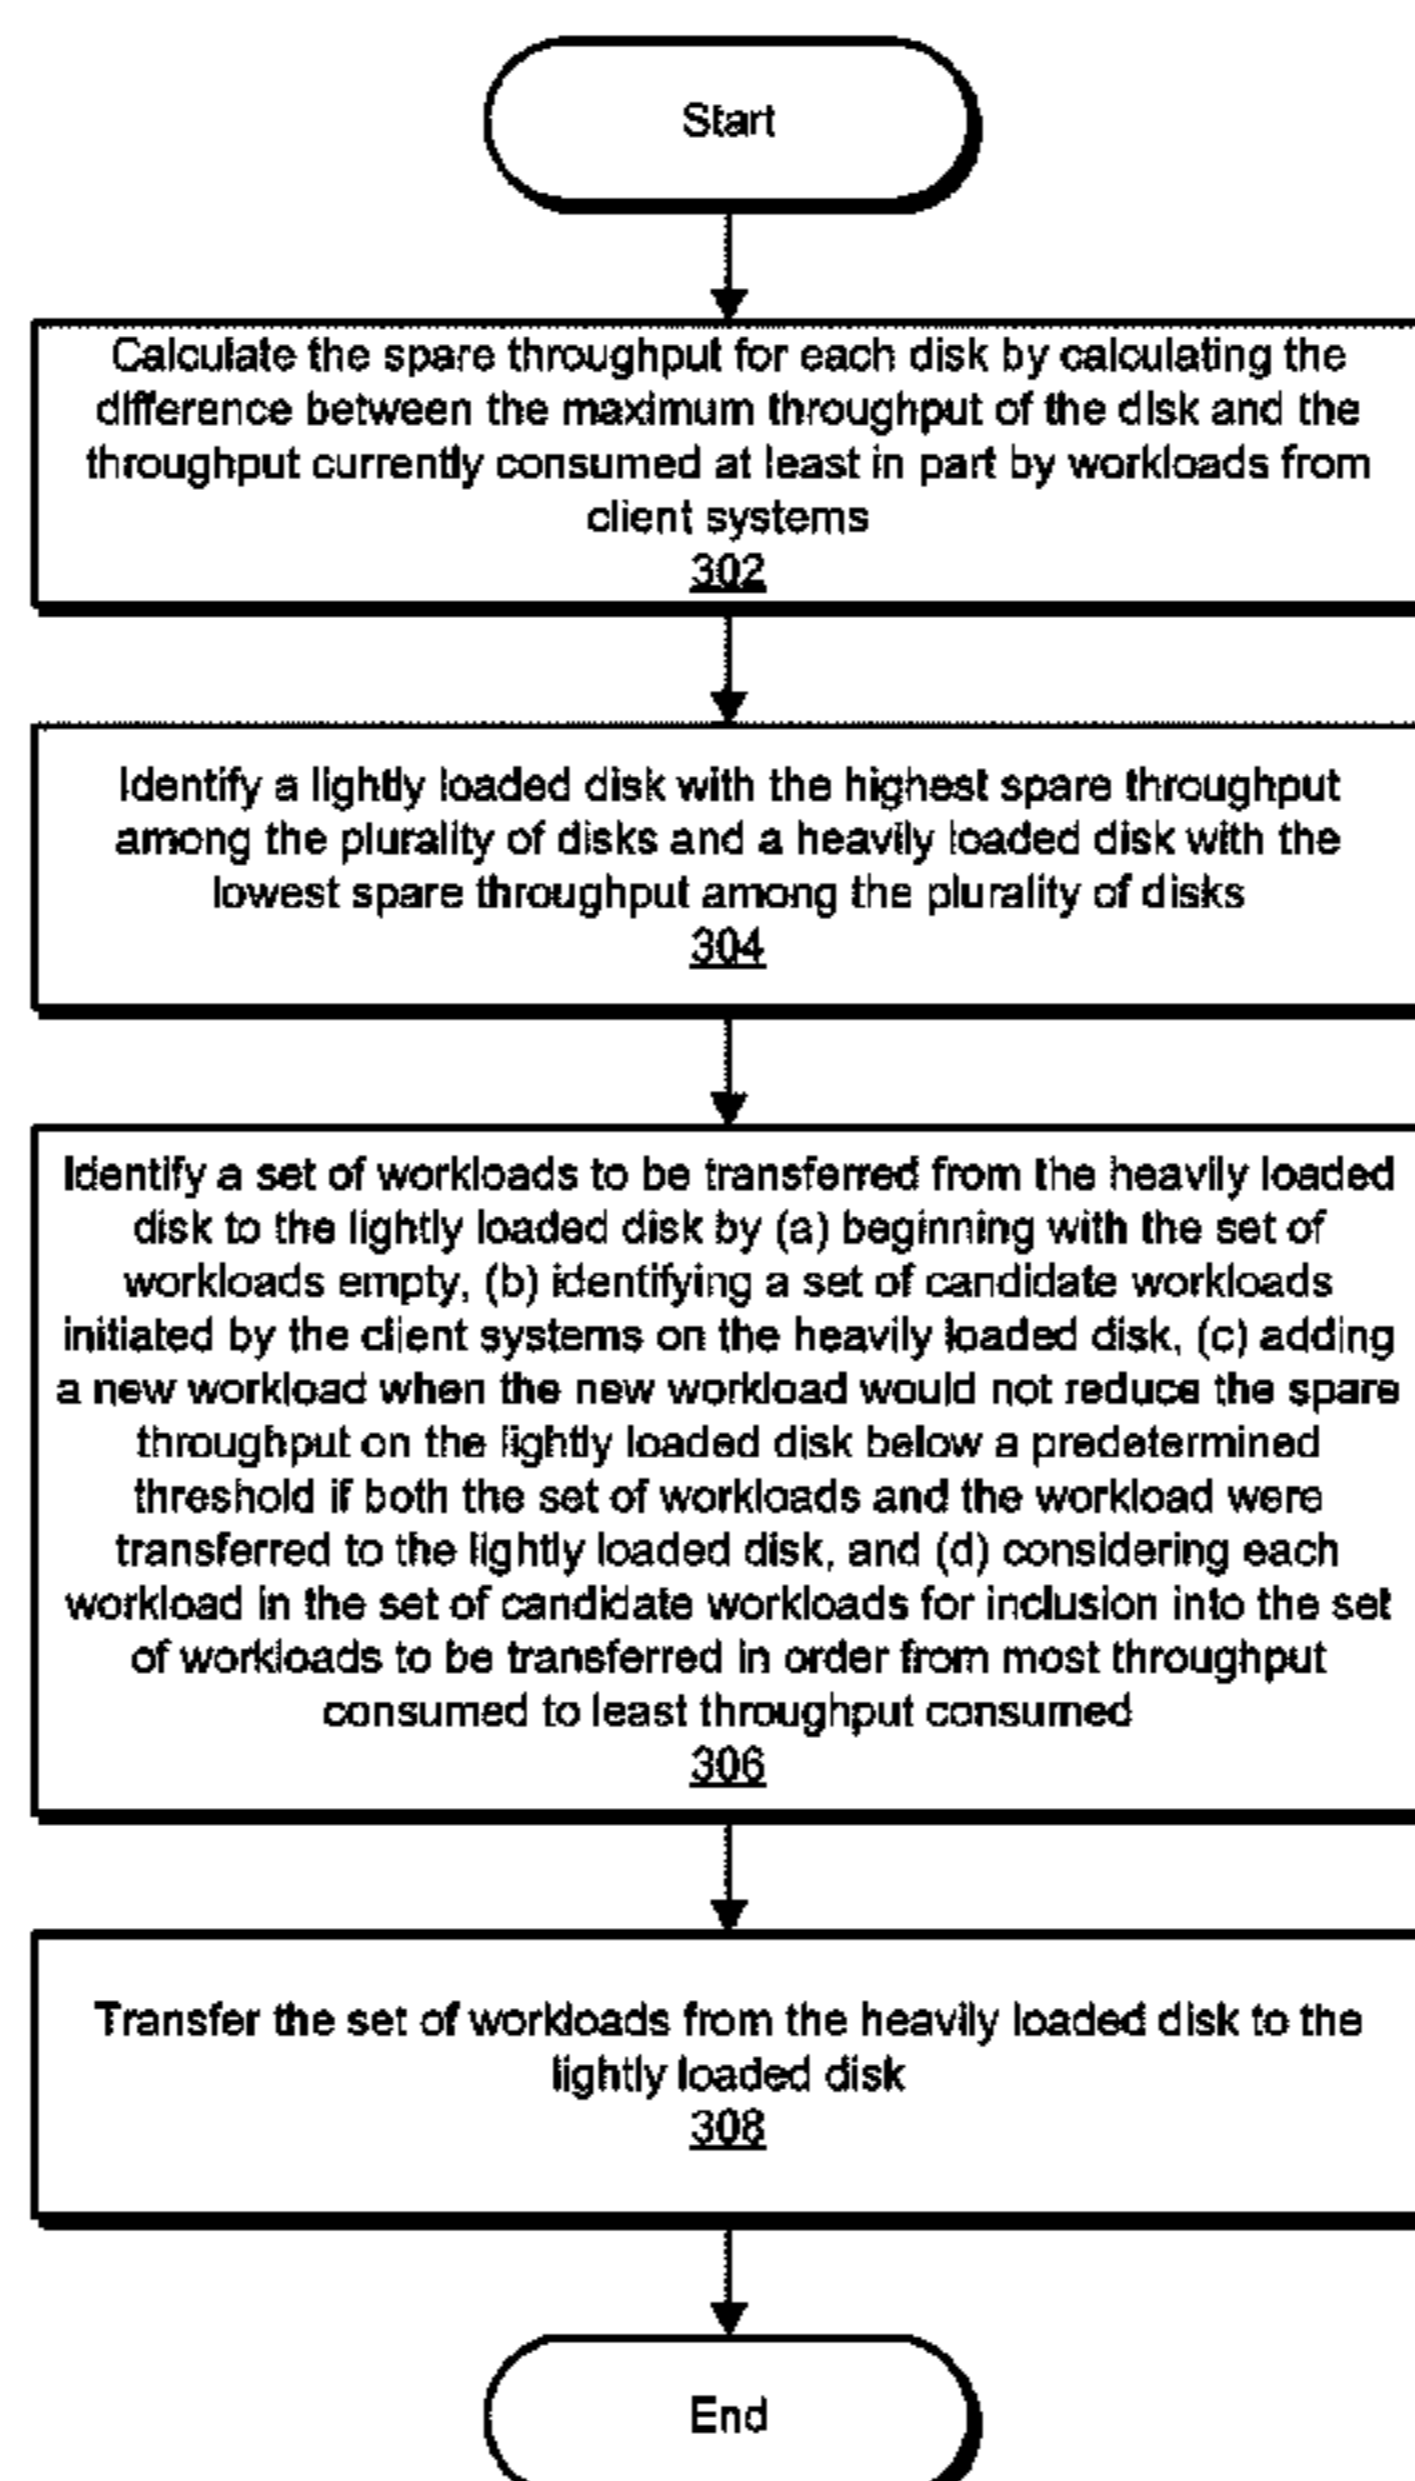 Start
Calculate the spare throughput for each disk by calculating the
difference between the maximum throughput of the disk and the
throughput currently consumed at least in part by workloads from
client systems
302
Identify a lightly loaded disk with the highest spare throughput
among the plurality of disks and a heavily loaded disk with the
lowest spare throughput among the plurality of disks
304
Identify a set of workloads to be transferred from the heavily loaded
disk to the lightly loaded disk by (a) beginning with the set of
workloads empty, (b) identifying a set of candidate workloads
initiated by the client systems on the heavily loaded disk, (c) adding
a new workload when the new workload would not reduce the spare
throughput on the lightly loaded disk below a predetermined
threshold if both the set of workloads and the workload were
transferred to the lightly loaded disk, and (d) considering each
workload in the set of candidate workloads for inclusion into the set
of workloads to be transferred in order from most throughput
consumed to least throughput consumed
306
Transfer the set of workloads from the heavily loaded disk to the
lightly loaded disk
308
End